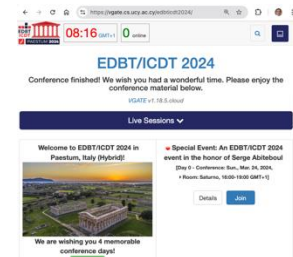 https://vgate.cs.ucy.ac.cy/edbticdt2024/
EDBT
ICDT
PAESTUM 2024
08:16 GMT+1
0 online
EDBT/ICDT 2024
Conference finished! We wish you had a wonderful time. Please enjoy the
conference material below.
VGATE v1.18.5.cloud
Live Sessions
Welcome to EDBT/ICDT 2024 in
Paestum, Italy (Hybrid)!
We are wishing you 4 memorable
conference days!
Special Event: An EDBT/ICDT 2024
event in the honor of Serge Abiteboul
[Day 0 - Conference: Sun., Mar. 24, 2024,
Room: Saturno, 16:00-19:00 GMT+1]
Details
Join